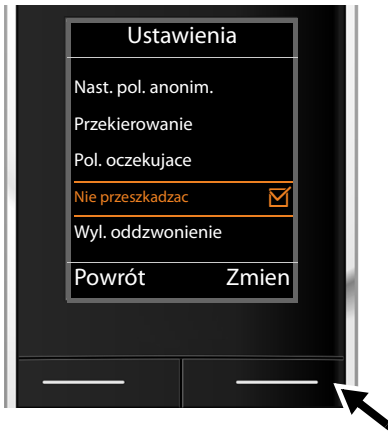 Ustawienia
Nast. pol. anonim.
Przekierowanie
Pol. oczekujace
Nie przeszkadzac
Wyl. oddzwonienie
Powrót Zmien